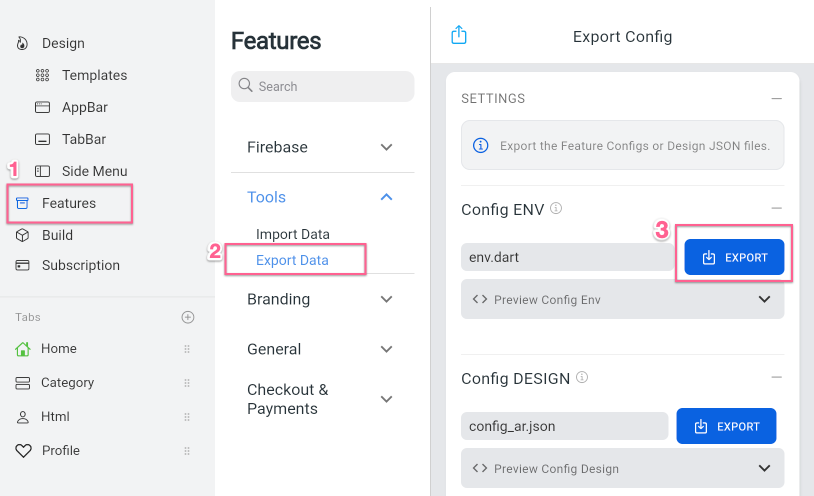 Design
Templates
AppBar
TabBar
Side Menu
1
Features
Build
Subscription
Tabs
Home
Category
Html
Profile
Features
Search
Firebase
Tools
Import Data
2
Export Data
Branding
General
Checkout &
Payments
Export Config
SETTINGS
Export the Feature Configs or Design JSON files.
Config ENV
3
env.dart
EXPORT
Preview Config Env
Config DESIGN
config_ar.json
EXPORT
Preview Config Design